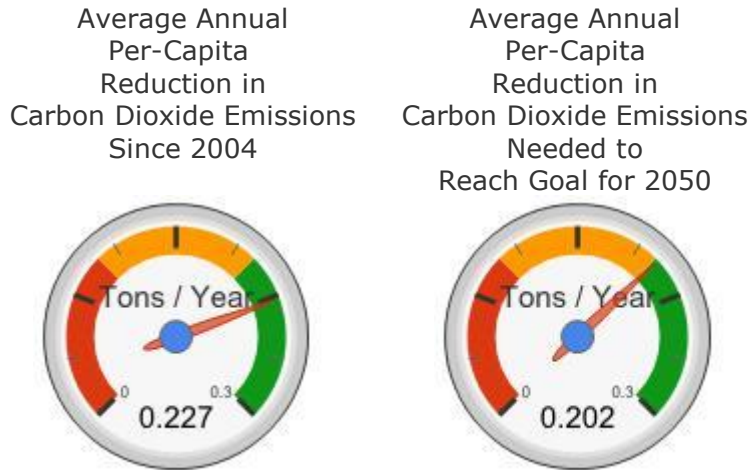 Average Annual
Per-Capita
Reduction in
Carbon Dioxide Emissions
Since 2004
Tons / Year
0
0.3
0.227
Average Annual
Per-Capita
Reduction in
Carbon Dioxide Emissions
Needed to
Reach Goal for 2050
Tons / Year
0
0.3
0.202